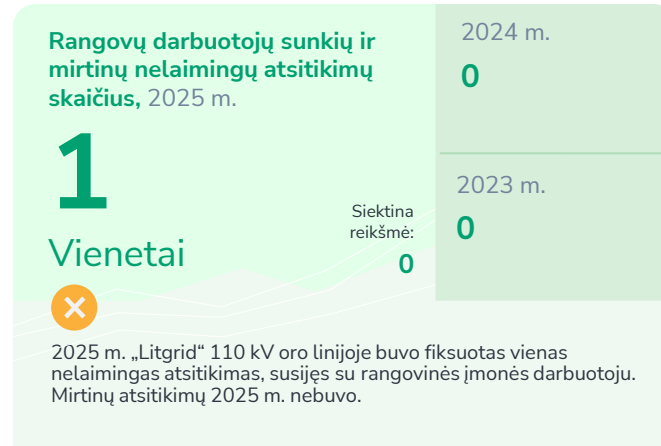 Rangovų darbuotojų sunkių ir
mirtinų nelaimingų atsitikimų
skaičius, 2025 m.
1
Vienetai
Siektina
reikšmė:
0
2024 m.
0
2023 m.
0
2025 m. „Litgrid“ 110 kV oro linijoje buvo fiksuotas vienas
nelaimingas atsitikimas, susijęs su rangovinės įmonės darbuotoju.
Mirtinų atsitikimų 2025 m. nebuvo.